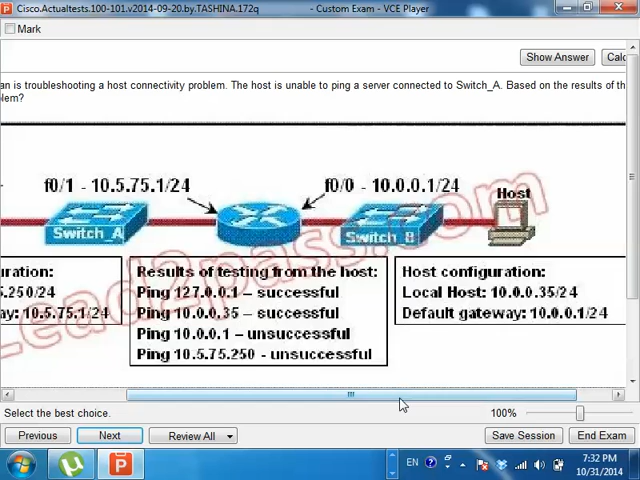 Cisco.Actualtests.100-101.v2014-09-20.by.TASHINA.172q - Custom Exam - VCE Player
Mark
Show Answer
Calc
an is troubleshooting a host connectivity problem. The host is unable to ping a server connected to Switch_A. Based on the results of th
lem?
f0/1 - 10.5.75.1/24
f0/0 - 10.0.0.1/24
Host
Switch_A
Switch_B
uration:
.250/24
ay: 10.5.75.1/24
Results of testing from the host:
Ping 127.0.0.1 – successful
Ping 10.0.0.35 – successful
Ping 10.0.0.1 – unsuccessful
Ping 10.5.75.250 - unsuccessful
Host configuration:
Local Host: 10.0.0.35/24
Default gateway: 10.0.0.1/24
Lead2pass.com
Select the best choice.
100%
Previous
Next
Review All
Save Session
End Exam
EN
7:32 PM
10/31/2014